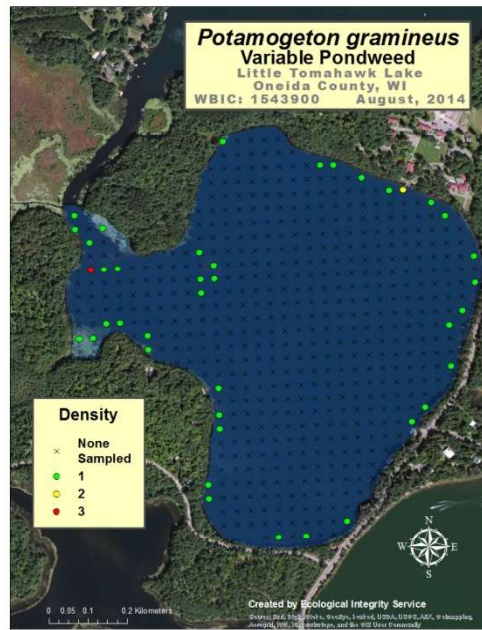 Potamogeton gramineus
Variable Pondweed
Little Tomahawk Lake
Oneida County, WI
WBIC: 1543900 August, 2014
Density
None
Sampled
1
2
3
N
W E
S
0 0.05 0.1 0.2 Kilometers
Created by Ecological Integrity Service